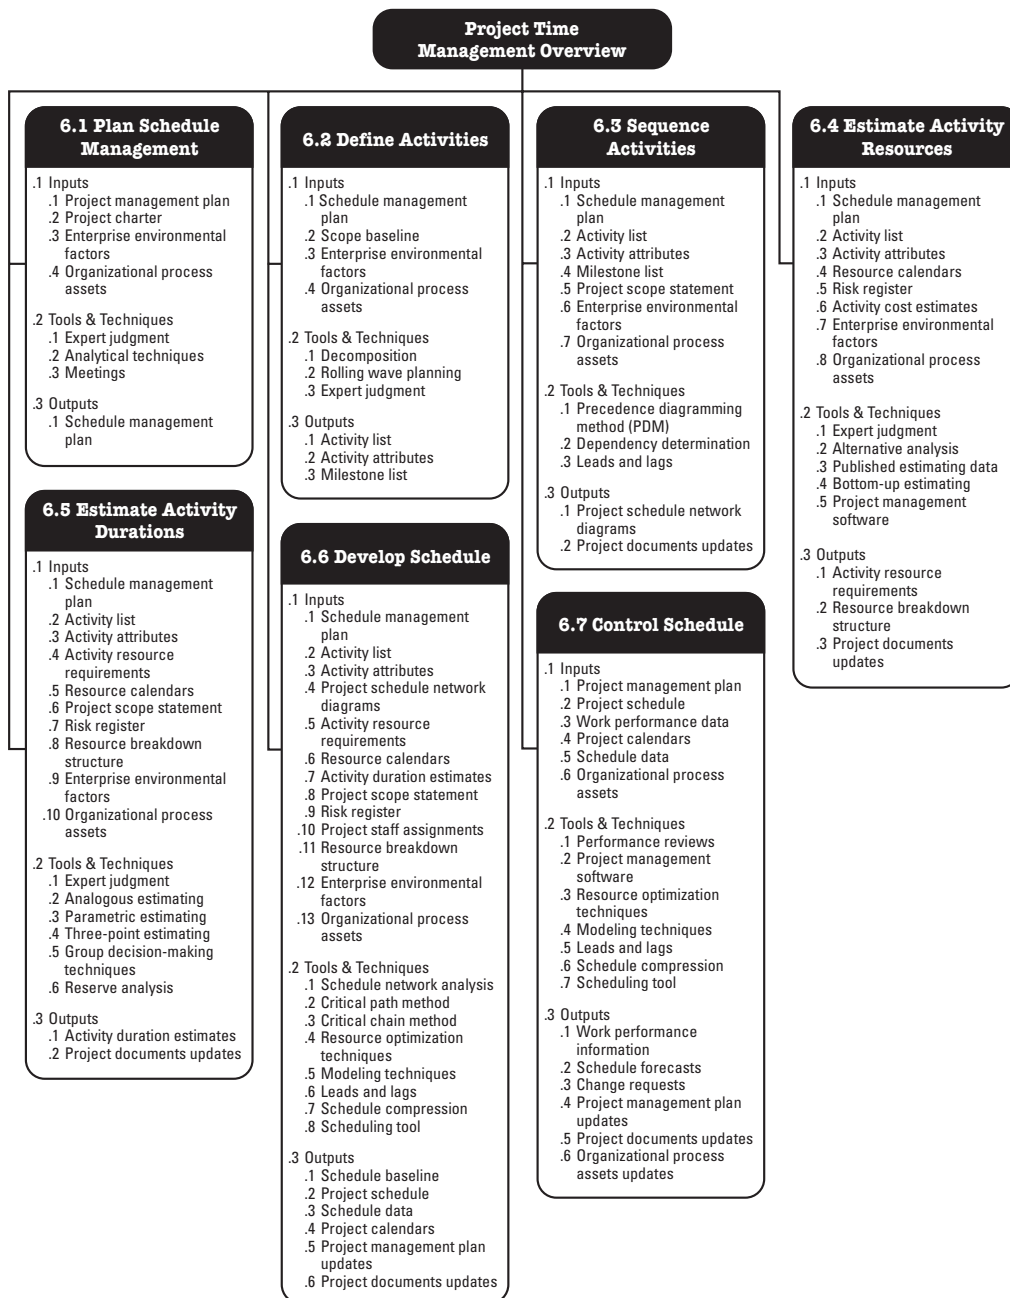 Project Time
Management Overview
6.1 Plan Schedule
Management
.1 Inputs
.1 Project management plan
.2 Project charter
.3 Enterprise environmental
factors
.4 Organizational process
assets
.2 Tools & Techniques
.1 Expert judgment
.2 Analytical techniques
.3 Meetings
.3 Outputs
.1 Schedule management
plan
6.2 Define Activities
.1 Inputs
.1 Schedule management
plan
.2 Scope baseline
.3 Enterprise environmental
factors
.4 Organizational process
assets
.2 Tools & Techniques
.1 Decomposition
.2 Rolling wave planning
.3 Expert judgment
.3 Outputs
.1 Activity list
.2 Activity attributes
.3 Milestone list
6.3 Sequence
Activities
.1 Inputs
.1 Schedule management
plan
.2 Activity list
.3 Activity attributes
.4 Milestone list
.5 Project scope statement
.6 Enterprise environmental
factors
.7 Organizational process
assets
.2 Tools & Techniques
.1 Precedence diagramming
method (PDM)
.2 Dependency determination
.3 Leads and lags
.3 Outputs
.1 Project schedule network
diagrams
.2 Project documents updates
6.4 Estimate Activity
Resources
.1 Inputs
.1 Schedule management
plan
.2 Activity list
.3 Activity attributes
.4 Resource calendars
.5 Risk register
.6 Activity cost estimates
.7 Enterprise environmental
factors
.8 Organizational process
assets
.2 Tools & Techniques
.1 Expert judgment
.2 Alternative analysis
.3 Published estimating data
.4 Bottom-up estimating
.5 Project management
software
.3 Outputs
.1 Activity resource
requirements
.2 Resource breakdown
structure
.3 Project documents
updates
6.5 Estimate Activity
Durations
.1 Inputs
.1 Schedule management
plan
.2 Activity list
.3 Activity attributes
.4 Activity resource
requirements
.5 Resource calendars
.6 Project scope statement
.7 Risk register
.8 Resource breakdown
structure
.9 Enterprise environmental
factors
.10 Organizational process
assets
.2 Tools & Techniques
.1 Expert judgment
.2 Analogous estimating
.3 Parametric estimating
.4 Three-point estimating
.5 Group decision-making
techniques
.6 Reserve analysis
.3 Outputs
.1 Activity duration estimates
.2 Project documents updates
6.6 Develop Schedule
.1 Inputs
.1 Schedule management
plan
.2 Activity list
.3 Activity attributes
.4 Project schedule network
diagrams
.5 Activity resource
requirements
.6 Resource calendars
.7 Activity duration estimates
.8 Project scope statement
.9 Risk register
.10 Project staff assignments
.11 Resource breakdown
structure
.12 Enterprise environmental
factors
.13 Organizational process
assets
.2 Tools & Techniques
.1 Schedule network analysis
.2 Critical path method
.3 Critical chain method
.4 Resource optimization
techniques
.5 Modeling techniques
.6 Leads and lags
.7 Schedule compression
.8 Scheduling tool
.3 Outputs
.1 Schedule baseline
.2 Project schedule
.3 Schedule data
.4 Project calendars
.5 Project management plan
updates
.6 Project documents updates
6.7 Control Schedule
.1 Inputs
.1 Project management plan
.2 Project schedule
.3 Work performance data
.4 Project calendars
.5 Schedule data
.6 Organizational process
assets
.2 Tools & Techniques
.1 Performance reviews
.2 Project management
software
.3 Resource optimization
techniques
.4 Modeling techniques
.5 Leads and lags
.6 Schedule compression
.7 Scheduling tool
.3 Outputs
.1 Work performance
information
.2 Schedule forecasts
.3 Change requests
.4 Project management plan
updates
.5 Project documents updates
.6 Organizational process
assets updates